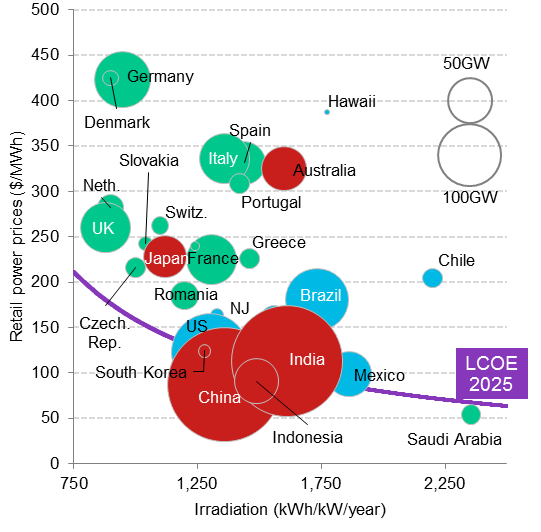 500
450
400
350
300
250
200
150
100
50
0
Retail power prices ($/MWh)
50GW
100GW
Germany
Denmark
Hawaii
Spain
Slovakia
Italy
Australia
Portugal
Neth.
Switz.
UK
Japan
France
Greece
Chile
Romania
Brazil
Czech.
Rep.
NJ
US
South Korea
India
China
Mexico
LCOE
2025
Indonesia
Saudi Arabia
750
1,250
1,750
2,250
Irradiation (kWh/kW/year)